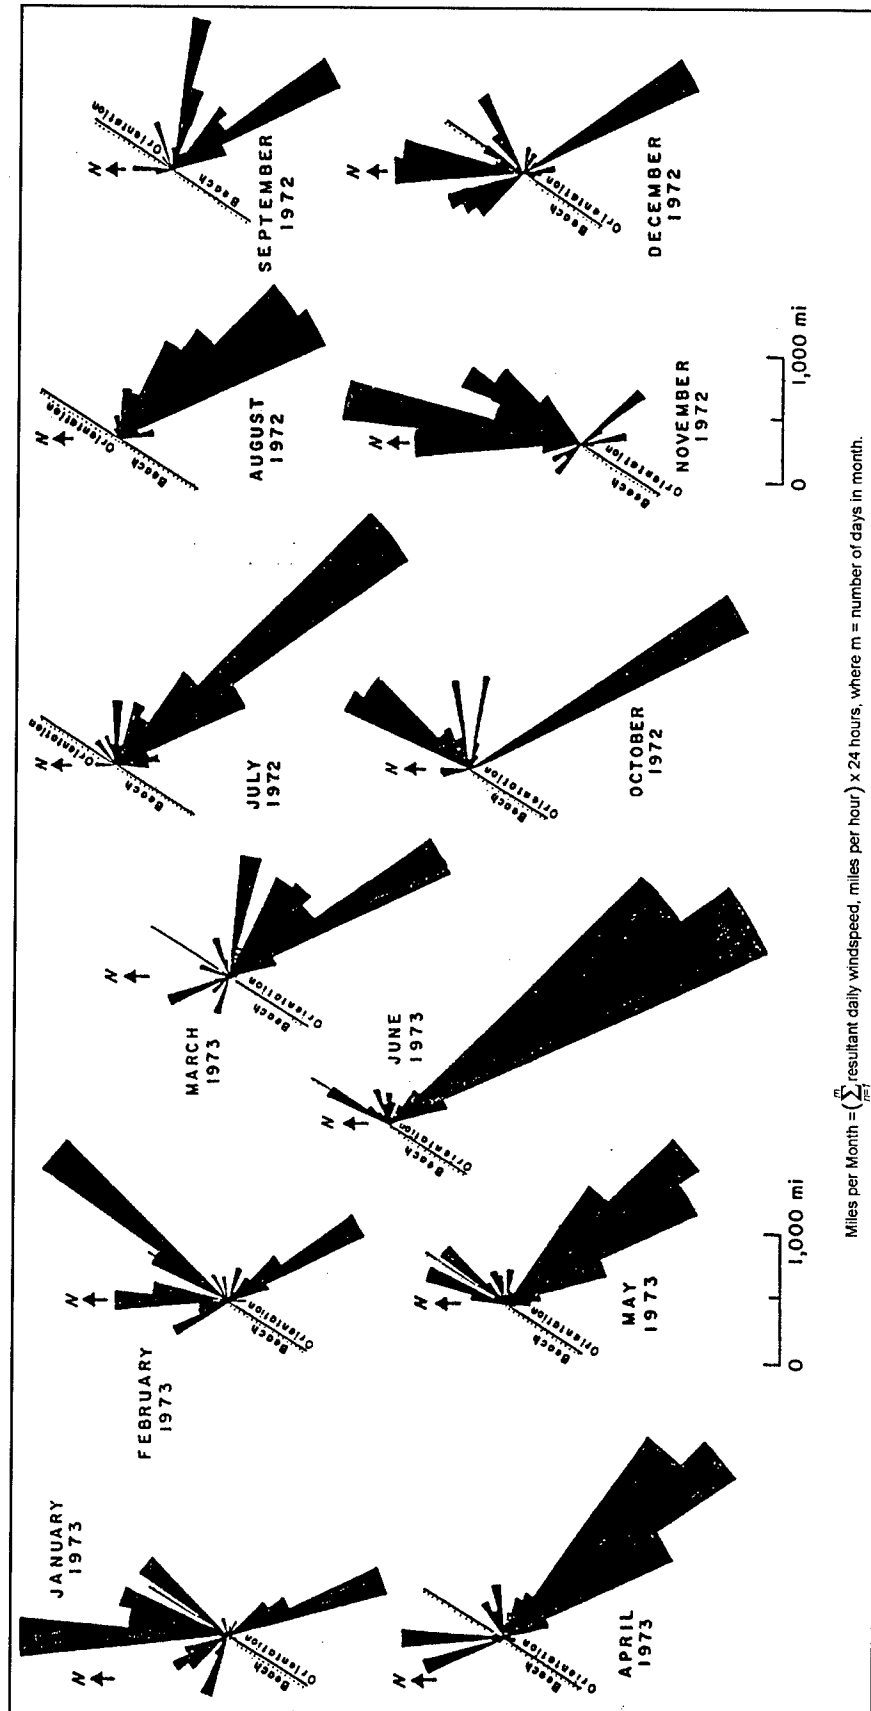 N
Beach
Orientation
SEPTEMBER
1972
N
Beach
Orientation
DECEMBER
1972
N
Beach
Orientation
AUGUST
1972
N
Beach
Orientation
NOVEMBER
1972
0
1,000 mi
N
Beach
Orientation
JULY
1972
N
Beach
Orientation
OCTOBER
1972
N
Beach
Orientation
MARCH
1973
N
Beach
Orientation
JUNE
1973
N
Beach
Orientation
FEBRUARY
1973
N
Beach
Orientation
MAY
1973
0
1,000 mi
N
Beach
Orientation
JANUARY
1973
N
Beach
Orientation
APRIL
1973
Miles per Month = (∑ m n=1 resultant daily windspeed, miles per hour) x 24 hours, where m = number of days in month.